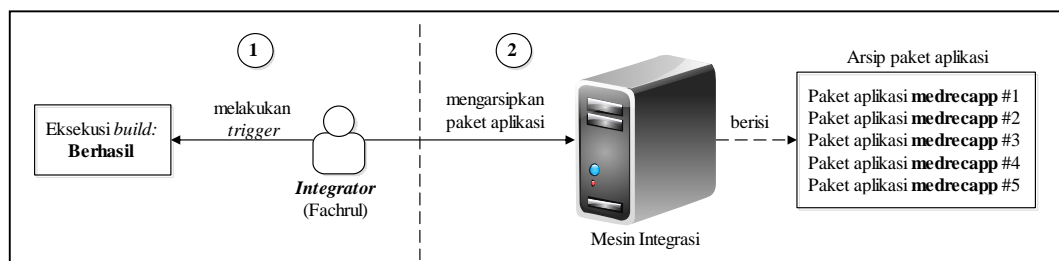 1
2
Eksekusi build:
Berhasil
melakukan
trigger
Integrator
(Fachrul)
mengarsipkan
paket aplikasi
Mesin Integrasi
berisi
Arsip paket aplikasi
Paket aplikasi medrecapp #1
Paket aplikasi medrecapp #2
Paket aplikasi medrecapp #3
Paket aplikasi medrecapp #4
Paket aplikasi medrecapp #5